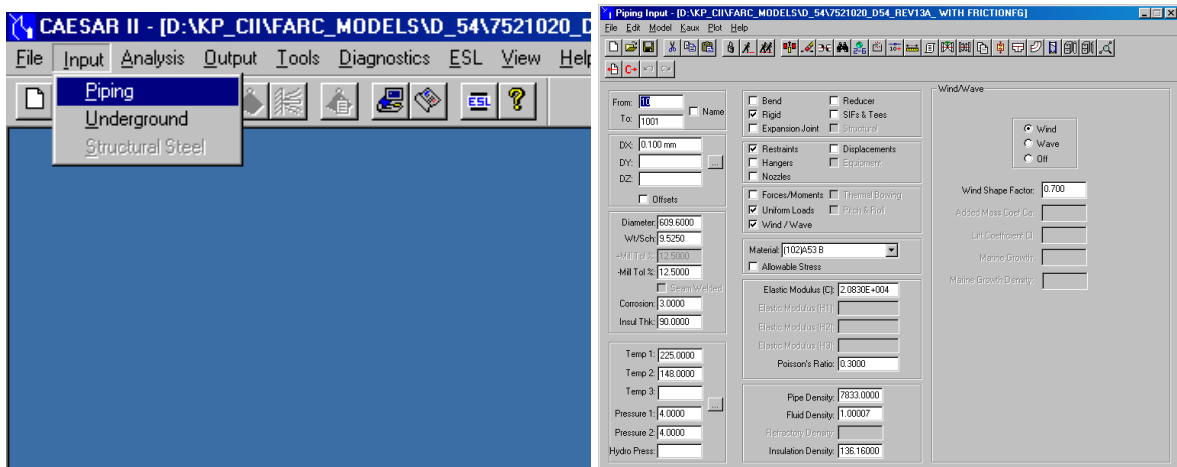 CAESAR II - [D:\KP_CII\FARC_MODELS\D_54\7521020_D
File Input Analysis Output Tools Diagnostics ESL View Help
Piping
Underground
Structural Steel
ESL
Piping Input - [D:\KP_CII\FARC_MODELS\D_54\7521020_D54_REV13A_ WITH FRICTIONFG]
File Edit Model Kaux Plot Help
From: 10
To: 1001
Name
DX: 0.100 mm
DY:
...
DZ:
Offsets
Diameter: 609.6000
Wt/Sch: 9.5250
+Mill Tol %: 12.5000
-Mill Tol %: 12.5000
Seam Welded
Corrosion: 3.0000
Insul Thk: 90.0000
Temp 1: 225.0000
Temp 2: 148.0000
Temp 3:
...
Pressure 1: 4.0000
Pressure 2: 4.0000
Hydro Press:
Bend Reducer
Rigid SIFs & Tees
Expansion Joint Structural
Restraints Displacements
Hangers Equipment
Nozzles
Forces/Moments Thermal Bowing
Uniform Loads Pitch & Roll
Wind / Wave
Material: (102)A53 B
Allowable Stress
Elastic Modulus (C): 2.0830E+004
Elastic Modulus (H1):
Elastic Modulus (H2):
Elastic Modulus (H3):
Poisson's Ratio: 0.3000
Pipe Density: 7833.0000
Fluid Density: 1.00007
Refractory Density:
Insulation Density: 136.16000
Wind/Wave
Wind
Wave
Off
Wind Shape Factor: 0.700
Added Mass Coef Ca:
Lift Coefficient Cl:
Marine Growth:
Marine Growth Density: